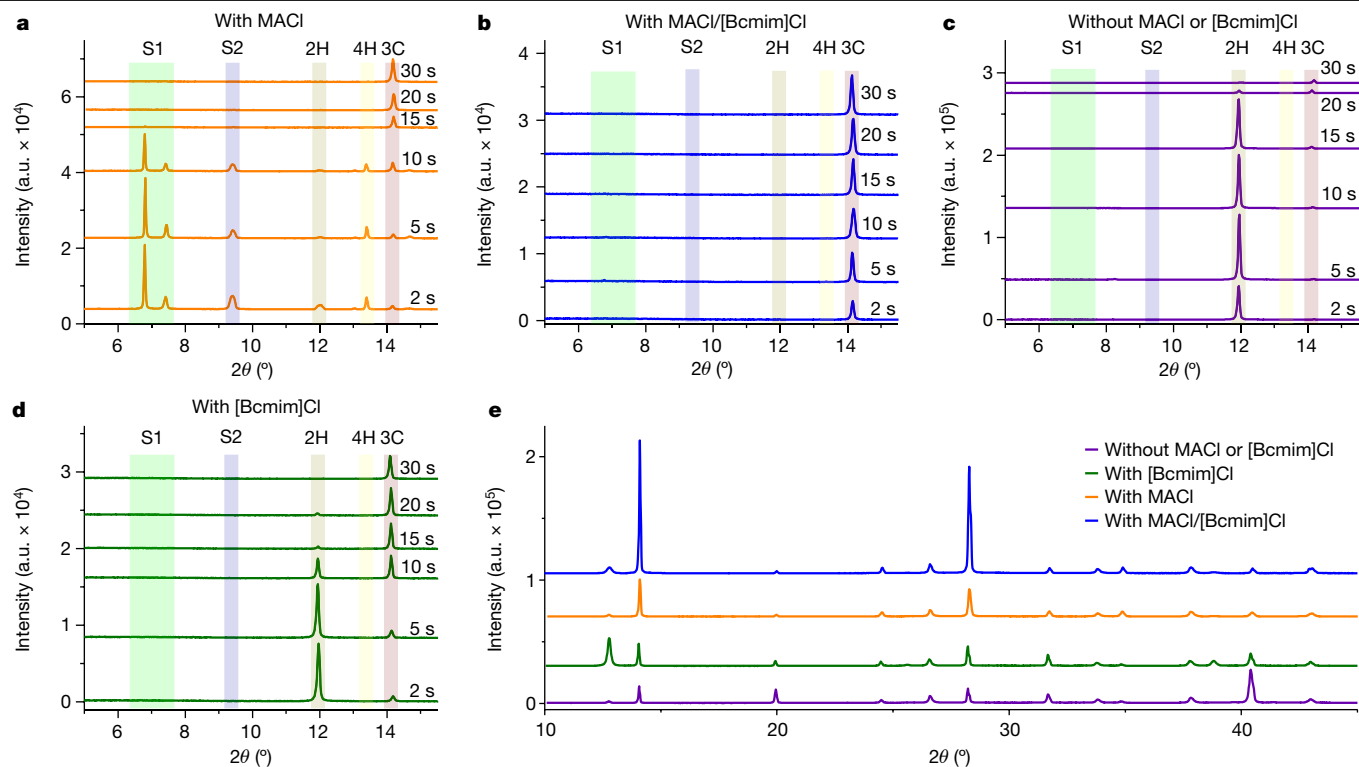 a
With MACl
S1 S2 2H 4H 3C
30 s
20 s
15 s
10 s
5 s
2 s
Intensity (a.u. × 10⁴)
0
2
4
6
6 8 10 12 14
2θ (º)
b
With MACl/[Bcmim]Cl
S1 S2 2H 4H 3C
30 s
20 s
15 s
10 s
5 s
2 s
Intensity (a.u. × 10⁴)
4
3
2
1
0
6 8 10 12 14
2θ (º)
c
Without MACl or [Bcmim]Cl
S1 S2 2H 4H 3C
30 s
20 s
15 s
10 s
5 s
2 s
Intensity (a.u. × 10⁵)
3
2
1
0
6 8 10 12 14
2θ (º)
d
With [Bcmim]Cl
S1 S2 2H 4H 3C
30 s
20 s
15 s
10 s
5 s
2 s
Intensity (a.u. × 10⁴)
3
2
1
0
6 8 10 12 14
2θ (º)
e
Without MACl or [Bcmim]Cl
With [Bcmim]Cl
With MACl
With MACl/[Bcmim]Cl
Intensity (a.u. × 10⁵)
2
1
0
10 20 30 40
2θ (º)